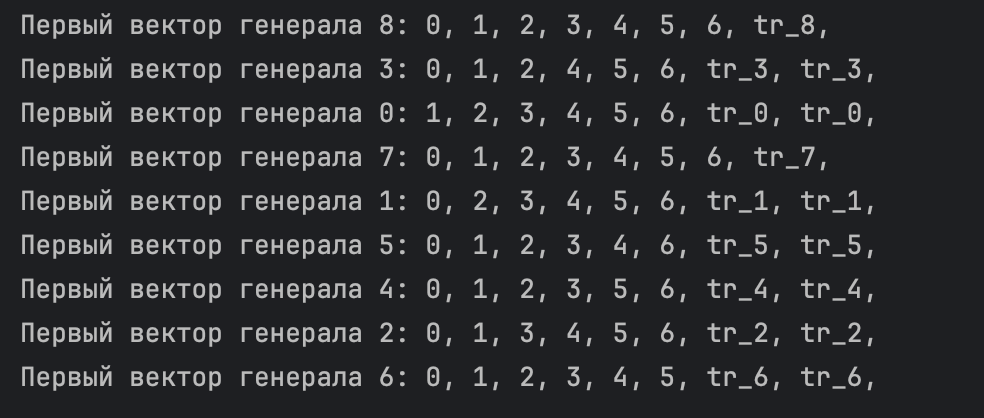 Первый вектор генерала 8: 0, 1, 2, 3, 4, 5, 6, tr_8,
Первый вектор генерала 3: 0, 1, 2, 4, 5, 6, tr_3, tr_3,
Первый вектор генерала 0: 1, 2, 3, 4, 5, 6, tr_0, tr_0,
Первый вектор генерала 7: 0, 1, 2, 3, 4, 5, 6, tr_7,
Первый вектор генерала 1: 0, 2, 3, 4, 5, 6, tr_1, tr_1,
Первый вектор генерала 5: 0, 1, 2, 3, 4, 6, tr_5, tr_5,
Первый вектор генерала 4: 0, 1, 2, 3, 5, 6, tr_4, tr_4,
Первый вектор генерала 2: 0, 1, 3, 4, 5, 6, tr_2, tr_2,
Первый вектор генерала 6: 0, 1, 2, 3, 4, 5, tr_6, tr_6,